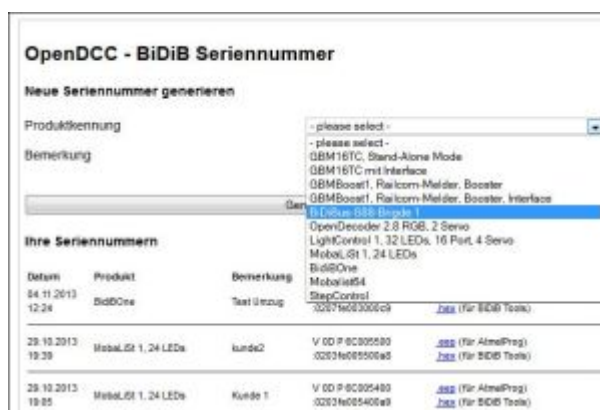 OpenDCC - BiDiB Seriennummer
Neue Seriennummer generieren
Produktkennung
- please select -
Bemerkung
- please select -
GBM16TC, Stand-Alone Mode
GBM16TC mit Interface
GBMBoost1, Railcom-Melder, Booster
GBMBoost1, Railcom-Melder, Booster, Interface
BiDiBus-S88-Brigde 1
OpenDecoder 2.8 RGB, 2 Servo
LightControl 1, 32 LEDs, 16 Port, 4 Servo
MobaLiSt 1, 24 LEDs
BidiBOne
Mobalist64
StepControl
Gen
Ihre Seriennummern
Datum Produkt Bemerkung
04.11.2013
12:24
BidiBOne Test Umzug
.hex (für BiDiB Tools)
29.10.2013
19:39
MobaLiSt 1, 24 LEDs kunde2
V 0D P 6C005500
.eep (für AtmelProg)
.hex (für BiDiB Tools)
29.10.2013
19:05
MobaLiSt 1, 24 LEDs Kunde 1
V 0D P 6C005400
.eep (für AtmelProg)
.hex (für BiDiB Tools)